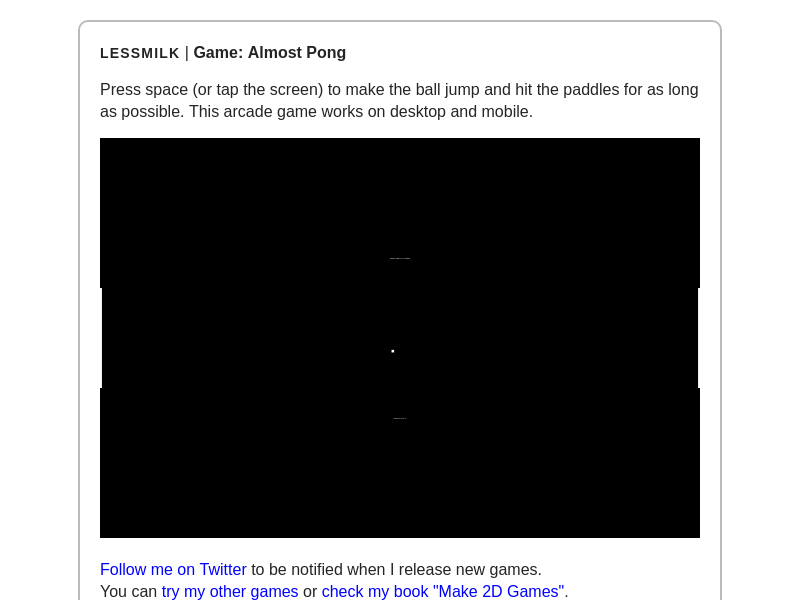 LESSMILK | Game: Almost Pong
Press space (or tap the screen) to make the ball jump and hit the paddles for as long
as possible. This arcade game works on desktop and mobile.
Follow me on Twitter to be notified when I release new games.
You can try my other games or check my book "Make 2D Games".